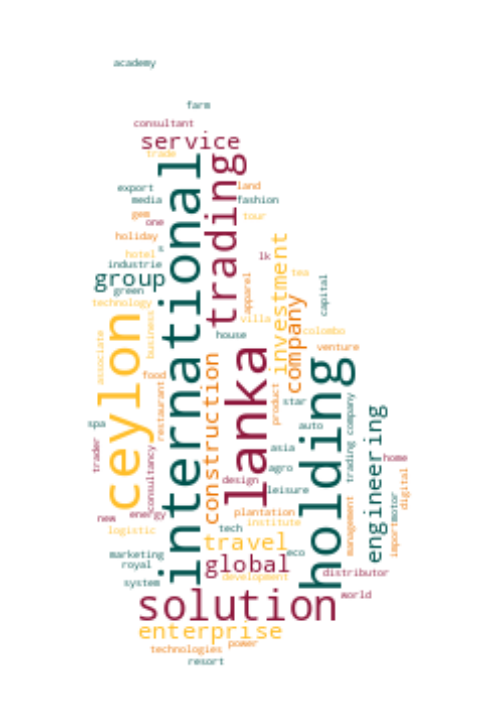 academy
farm
consultant
service
trade
international
trading
export
land
media
fashion
gem
one
tour
holiday
s
hotel
lk
industrie
group
tea
green
technology
apparel
investment
capital
company
villa
ceylon
business
house
colombo
associate
venture
lanka
construction
holding
food
restaurant
product
star
spa
auto
trading company
engineering
trader
consultancy
asia
home
agro
design
leisure
digital
new
energy
plantation
motor
logistic
tech
institute
management
import
travel
marketing
eco
royal
global
system
development
distributor
solution
world
enterprise
power
technologies
resort